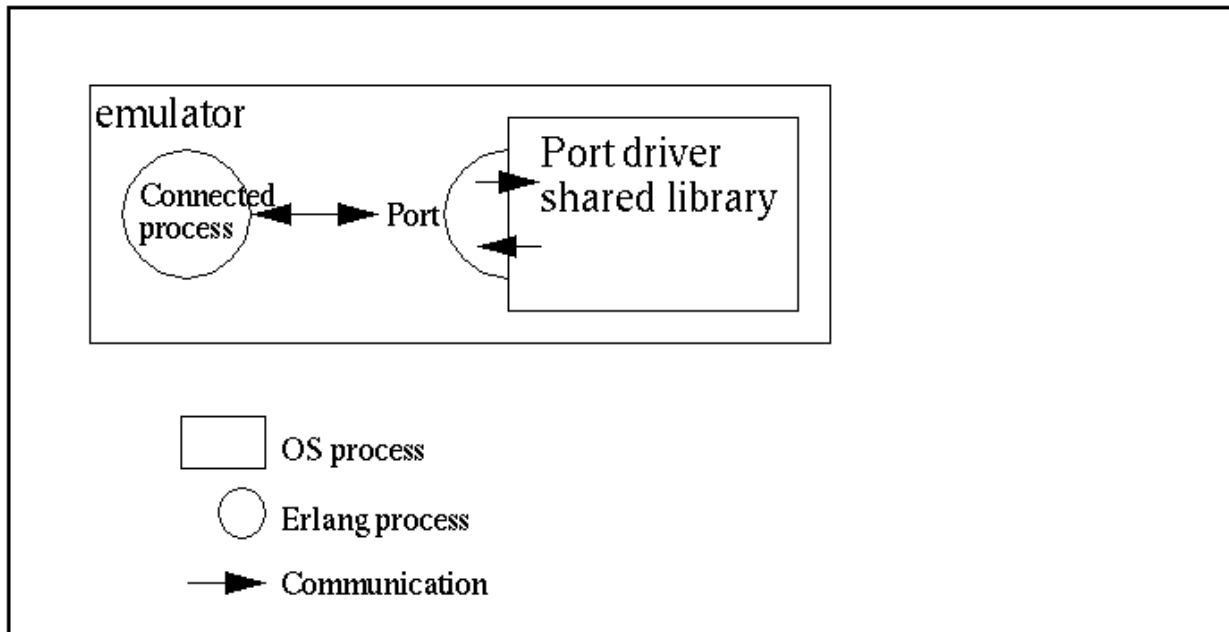 emulator
Port driver
shared library
Connected
process
Port
OS process
Erlang process
Communication